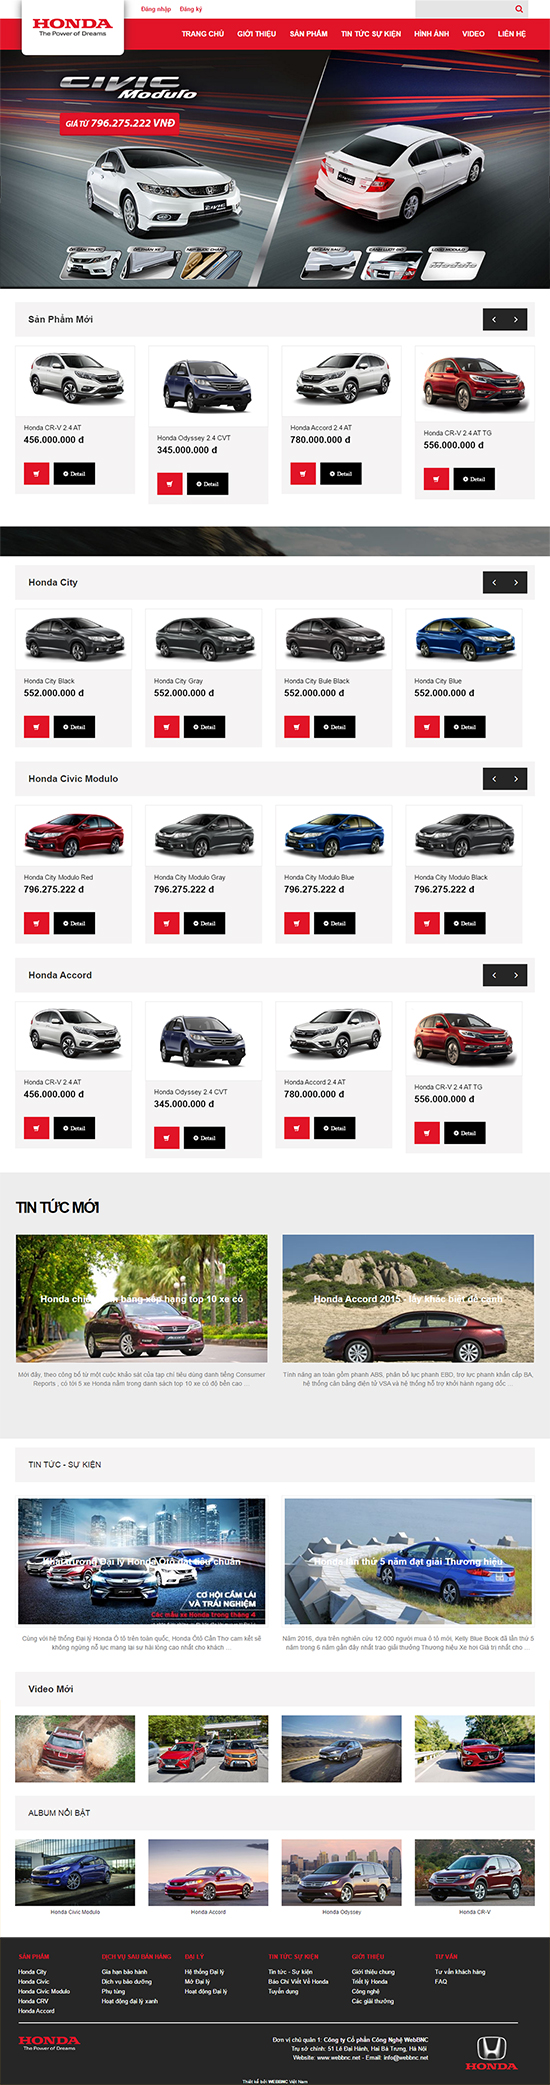 Đăng nhập Đăng ký
HONDA
The Power of Dreams
TRANG CHỦ GIỚI THIỆU SẢN PHẨM TIN TỨC SỰ KIỆN HÌNH ẢNH VIDEO LIÊN HỆ
CIVIC
Modulo
GIÁ TỪ 796.275.222 VNĐ
ỐP CẢN TRƯỚC ỐP THÂN XE NẸP BƯỚC CHÂN ỐP CẢN SAU CÁNH LƯỚT GIÓ LOGO MODULO
Modulo
Sản Phẩm Mới
Honda CR-V 2.4 AT
456.000.000 đ
Detail
Honda Odyssey 2.4 CVT
345.000.000 đ
Detail
Honda Accord 2.4 AT
780.000.000 đ
Detail
Honda CR-V 2.4 AT TG
556.000.000 đ
Detail
Honda City
Honda City Black
552.000.000 đ
Detail
Honda City Gray
552.000.000 đ
Detail
Honda City Bule Black
552.000.000 đ
Detail
Honda City Blue
552.000.000 đ
Detail
Honda Civic Modulo
Honda City Modulo Red
796.275.222 đ
Detail
Honda City Modulo Gray
796.275.222 đ
Detail
Honda City Modulo Blue
796.275.222 đ
Detail
Honda City Modulo Black
796.275.222 đ
Detail
Honda Accord
Honda CR-V 2.4 AT
456.000.000 đ
Detail
Honda Odyssey 2.4 CVT
345.000.000 đ
Detail
Honda Accord 2.4 AT
780.000.000 đ
Detail
Honda CR-V 2.4 AT TG
556.000.000 đ
Detail
TIN TỨC MỚI
Honda chiếm bảng xếp hạng top 10 xe có
Mới đây, theo công bố từ một cuộc khảo sát của tạp chí tiêu dùng danh tiếng Consumer
Reports , có tới 5 xe Honda nằm trong danh sách top 10 xe có độ bền cao ...
Honda Accord 2015 - lấy khác biệt để cạnh
Tính năng an toàn gồm phanh ABS, phân bổ lực phanh EBD, trợ lực phanh khẩn cấp BA,
hệ thống cân bằng điện tử VSA và hệ thống hỗ trợ khởi hành ngang dốc ...
TIN TỨC - SỰ KIỆN
Khai trương Đại lý Honda Ôtô đạt tiêu chuẩn
CƠ HỘI CẦM LÁI
VÀ TRẢI NGHIỆM
Các mẫu xe Honda trong tháng 4
Cùng với hệ thống Đại lý Honda Ô tô trên toàn quốc, Honda Ôtô Cần Thơ cam kết sẽ
không ngừng nỗ lực mang lại sự hài lòng cao nhất cho khách ...
Honda lần thứ 5 năm đạt giải Thương hiệu
Năm 2016, dựa trên nghiên cứu 12.000 người mua ô tô mới, Kelly Blue Book đã lần thứ 5
năm trong 6 năm gần đây nhất trao giải thưởng Thương hiệu Xe hơi Giá trị nhất cho ...
Video Mới
ALBUM NỔI BẬT
Honda Civic Modulo
Honda Accord
Honda Odyssey
Honda CR-V
SẢN PHẨM
Honda City
Honda Civic
Honda Civic Modulo
Honda CRV
Honda Accord
DỊCH VỤ SAU BÁN HÀNG
Gia hạn bảo hành
Dịch vụ bảo dưỡng
Phụ tùng
Hoạt động đại lý xanh
ĐẠI LÝ
Hệ thống Đại lý
Mở Đại lý
Hoạt động Đại lý
TIN TỨC SỰ KIỆN
Tin tức - Sự kiện
Báo Chí Viết Về Honda
Tuyển dụng
GIỚI THIỆU
Giới thiệu chung
Triết lý Honda
Công nghệ
Các giải thưởng
TƯ VẤN
Tư vấn khách hàng
FAQ
HONDA
The Power of Dreams
Đơn vị chủ quản 1: Công ty Cổ phần Công Nghệ WebBNC
Trụ sở chính: 51 Lê Đại Hành, Hai Bà Trưng, Hà Nội
Website: www.webbnc.net - Email: info@webbnc.net
HONDA
Thiết kế bởi WEBBNC Việt Nam